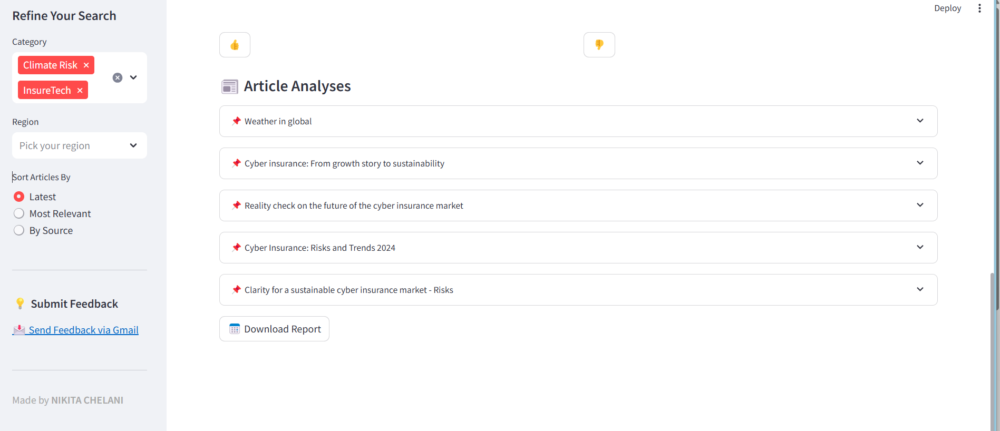 Refine Your Search
Category
Climate Risk
InsureTech
Region
Pick your region
Sort Articles By
Latest
Most Relevant
By Source
Submit Feedback
Send Feedback via Gmail
Made by NIKITA CHELANI
Deploy
Article Analyses
Weather in global
Cyber insurance: From growth story to sustainability
Reality check on the future of the cyber insurance market
Cyber Insurance: Risks and Trends 2024
Clarity for a sustainable cyber insurance market - Risks
Download Report